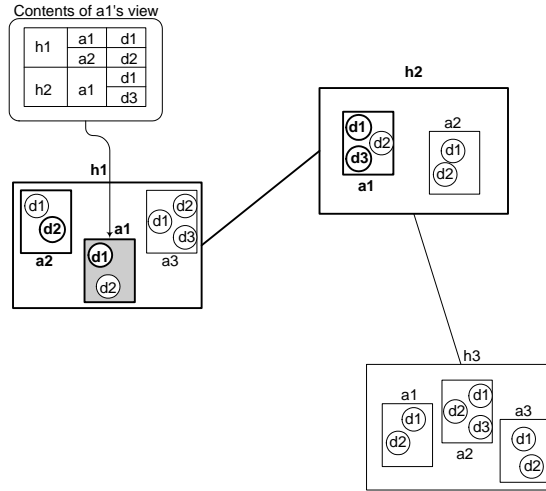 Contents of a1's view
h1 a1 d1
a2 d2
h2 a1 d1
d3
h1
d1
d2
a2
a1
d1
d2
d2
d1
d3
a3
h2
d1
d2
d3
a1
a2
d1
d2
h3
a1
d1
d2
d1
d2
d3
a2
a3
d1
d2